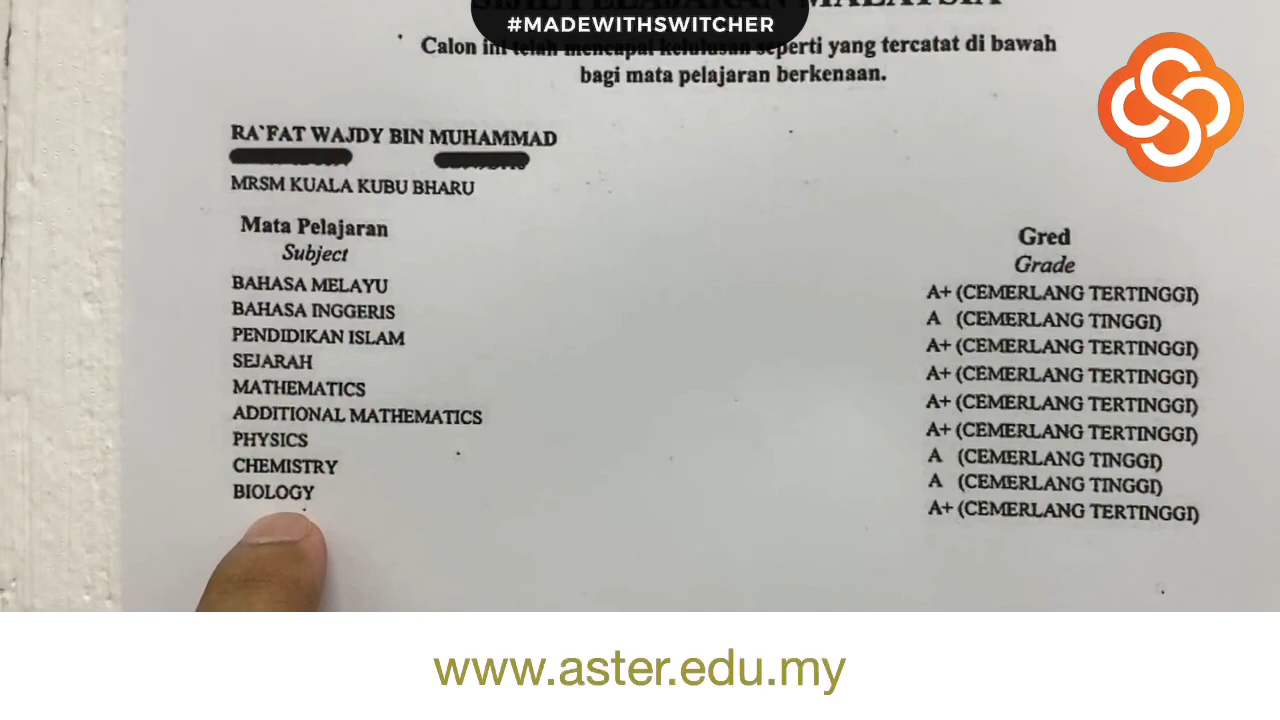 #MADEWITHSWITCHER
SIJIL PELAJARAN MALAYSIA
Calon ini telah mencapai kelulusan seperti yang tercatat di bawah
bagi mata pelajaran berkenaan.
RA`FAT WAJDY BIN MUHAMMAD
MRSM KUALA KUBU BHARU
Mata Pelajaran Gred
Subject Grade
BAHASA MELAYU A+ (CEMERLANG TERTINGGI)
BAHASA INGGERIS A (CEMERLANG TINGGI)
PENDIDIKAN ISLAM A+ (CEMERLANG TERTINGGI)
SEJARAH A+ (CEMERLANG TERTINGGI)
MATHEMATICS A+ (CEMERLANG TERTINGGI)
ADDITIONAL MATHEMATICS A+ (CEMERLANG TERTINGGI)
PHYSICS A (CEMERLANG TINGGI)
CHEMISTRY A (CEMERLANG TINGGI)
BIOLOGY A+ (CEMERLANG TERTINGGI)
www.aster.edu.my